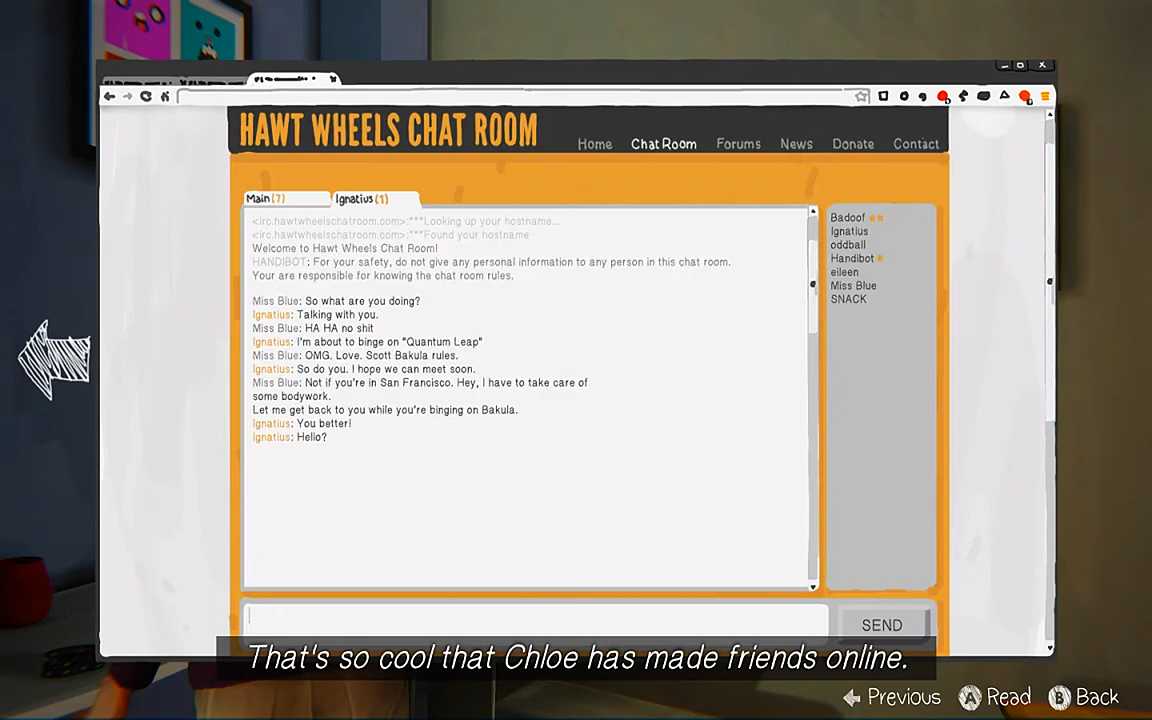 HAWT WHEELS CHAT ROOM
Home Chat Room Forums News Donate Contact
Main (7) Ignatius (1)
<irc.hawtwheelschatroom.com>:***Looking up your hostname...
<irc.hawtwheelschatroom.com>:***Found your hostname
Welcome to Hawt Wheels Chat Room!
HANDIBOT: For your safety, do not give any personal information to any person in this chat room.
Your are responsible for knowing the chat room rules.
Miss Blue: So what are you doing?
Ignatius: Talking with you.
Miss Blue: HA HA no shit
Ignatius: I'm about to binge on "Quantum Leap"
Miss Blue: OMG. Love. Scott Bakula rules.
Ignatius: So do you. I hope we can meet soon.
Miss Blue: Not if you're in San Francisco. Hey, I have to take care of
some bodywork.
Let me get back to you while you're binging on Bakula.
Ignatius: You better!
Ignatius: Hello?
Badoof
Ignatius
oddball
Handibot
eileen
Miss Blue
SNACK
SEND
That's so cool that Chloe has made friends online.
Previous A Read B Back